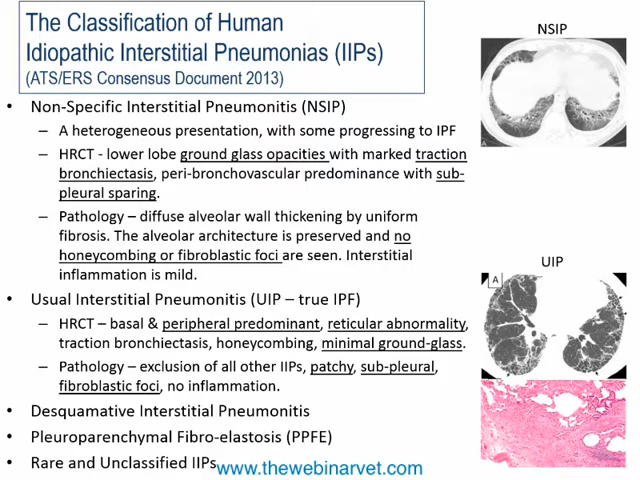 The Classification of Human
Idiopathic Interstitial Pneumonias (IIPs)
(ATS/ERS Consensus Document 2013)
• Non-Specific Interstitial Pneumonitis (NSIP)
– A heterogeneous presentation, with some progressing to IPF
– HRCT - lower lobe ground glass opacities with marked traction
bronchiectasis, peri-bronchovascular predominance with sub-
pleural sparing.
– Pathology – diffuse alveolar wall thickening by uniform
fibrosis. The alveolar architecture is preserved and no
honeycombing or fibroblastic foci are seen. Interstitial
inflammation is mild.
• Usual Interstitial Pneumonitis (UIP – true IPF)
– HRCT – basal & peripheral predominant, reticular abnormality,
traction bronchiectasis, honeycombing, minimal ground-glass.
– Pathology – exclusion of all other IIPs, patchy, sub-pleural,
fibroblastic foci, no inflammation.
• Desquamative Interstitial Pneumonitis
• Pleuroparenchymal Fibro-elastosis (PPFE)
• Rare and Unclassified IIPs
www.thewebinarvet.com
NSIP
A
UIP
A